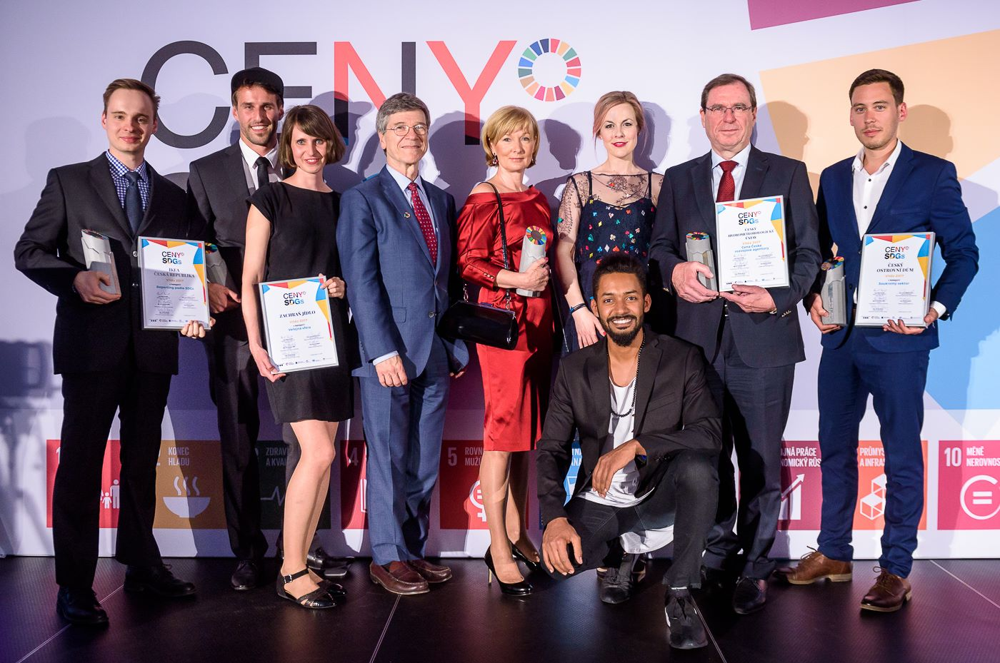 CENY
CENY
SDGs
IKEA
ČESKÁ REPUBLIKA
Vítěz 2017
Reporting podle SDGs
CENY
SDGs
ZACHRAŇ JÍDLO
Vítěz 2017
Veřejná sféra
CENY
SDGs
ČESKÝ
HYDROMETEOROLOGICKÝ
ÚSTAV
Vítěz 2017
Cena České
rozvojové agentury
CENY
SDGs
ČESKÝ
OSTROVNÍ DŮM
Vítěz 2017
Soukromý sektor
1
2 KONEC
HLADU
ZDRAV
A KVAL
4
5 ROVN
MUŽ
JNÁ PRÁCE
NOMICKÝ RŮS
PRŮMYS
A INFRAS
10 MÉNĚ
NEROVNOS